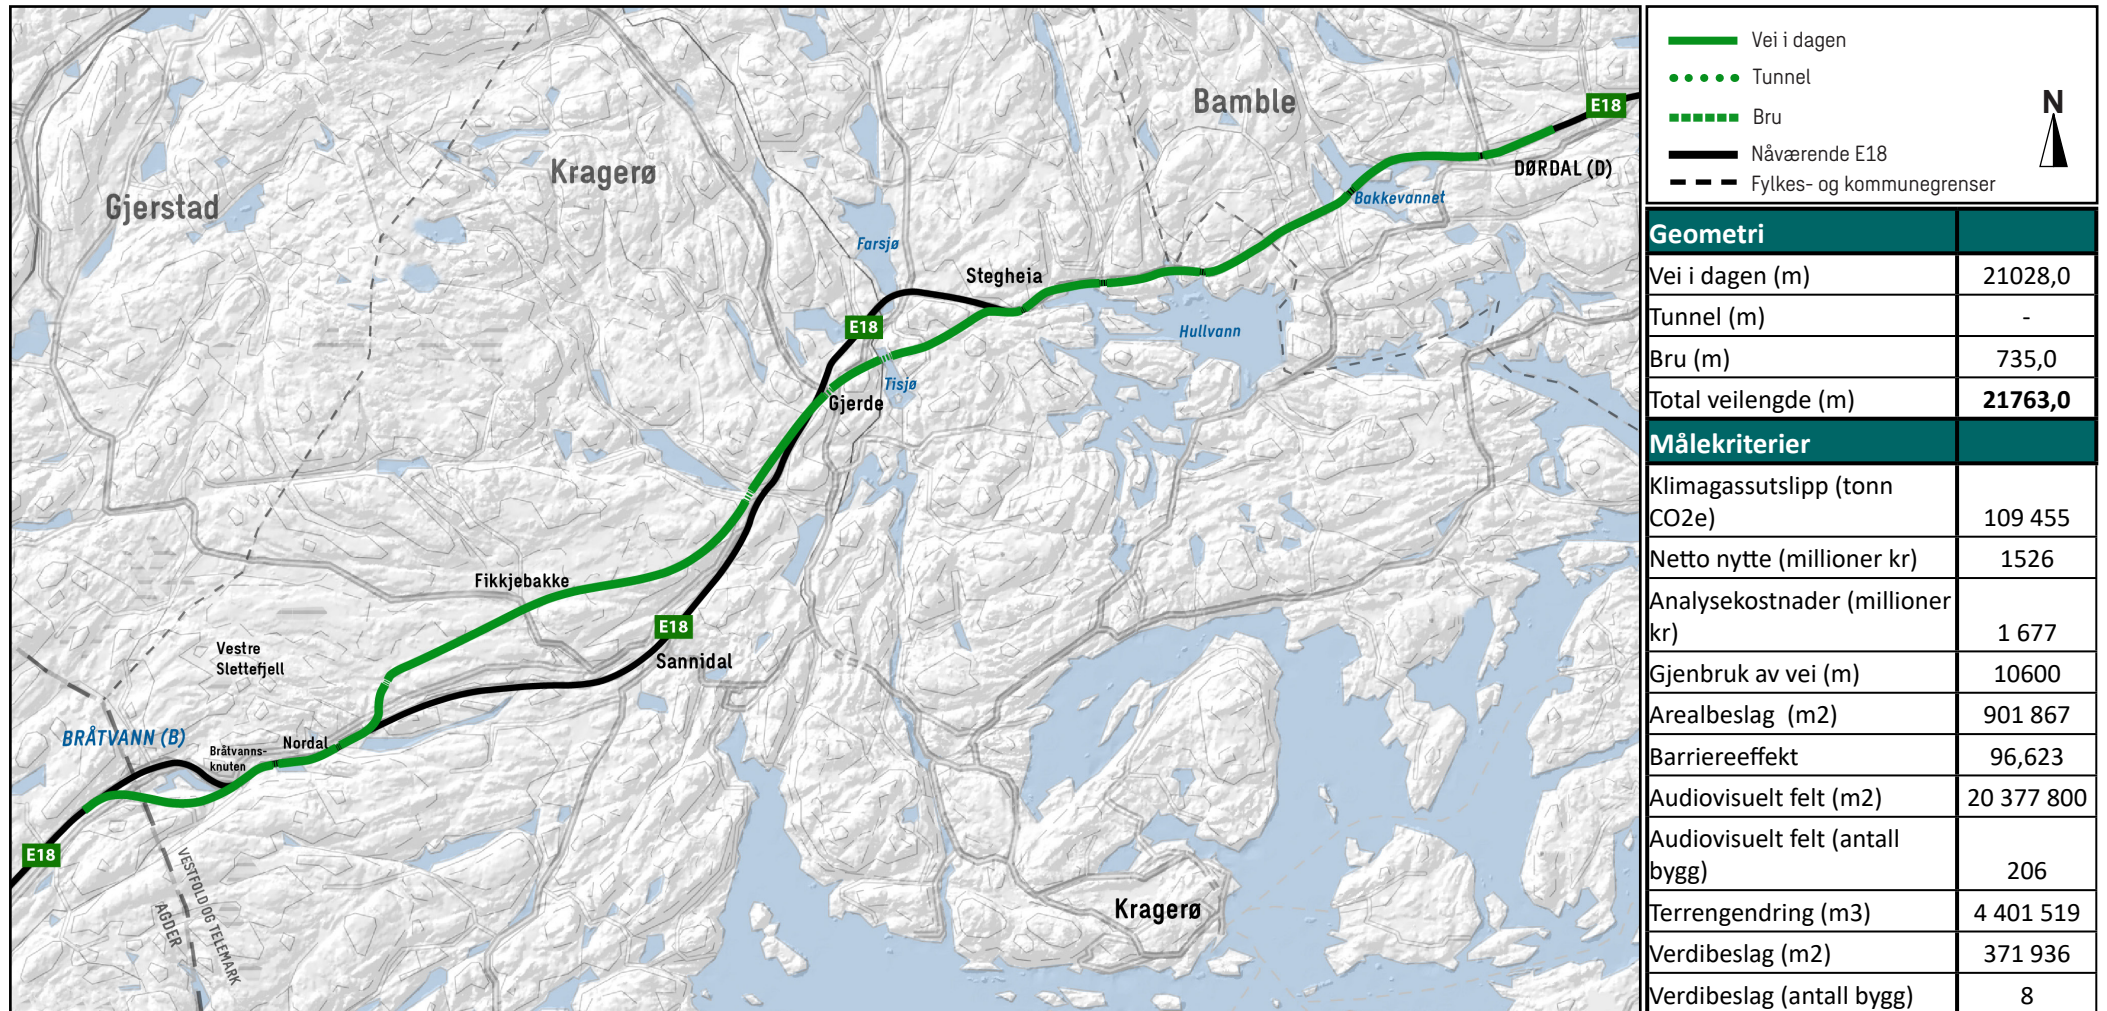 Bamble
E18
Kragerø
DØRDAL (D)
Bakkevannet
Gjerstad
Farsjø
Stegheia
E18
Hullvann
Tisjø
Gjerde
Fikkjebakke
E18
Sannidal
Vestre
Slettefjell
BRÅTVANN (B)
Bråtvanns-
knuten
Nordal
E18
VESTFOLD OG TELEMARK
AGDER
Kragerø
Vei i dagen
Tunnel
Bru
Nåværende E18
Fylkes- og kommunegrenser
N
Geometri
Vei i dagen (m) 21028,0
Tunnel (m) -
Bru (m) 735,0
Total veilengde (m) 21763,0
Målekriterier
Klimagassutslipp (tonn
CO2e) 109 455
Netto nytte (millioner kr) 1526
Analysekostnader (millioner
kr) 1 677
Gjenbruk av vei (m) 10600
Arealbeslag (m2) 901 867
Barriereeffekt 96,623
Audiovisuelt felt (m2) 20 377 800
Audiovisuelt felt (antall
bygg) 206
Terrengendring (m3) 4 401 519
Verdibeslag (m2) 371 936
Verdibeslag (antall bygg) 8